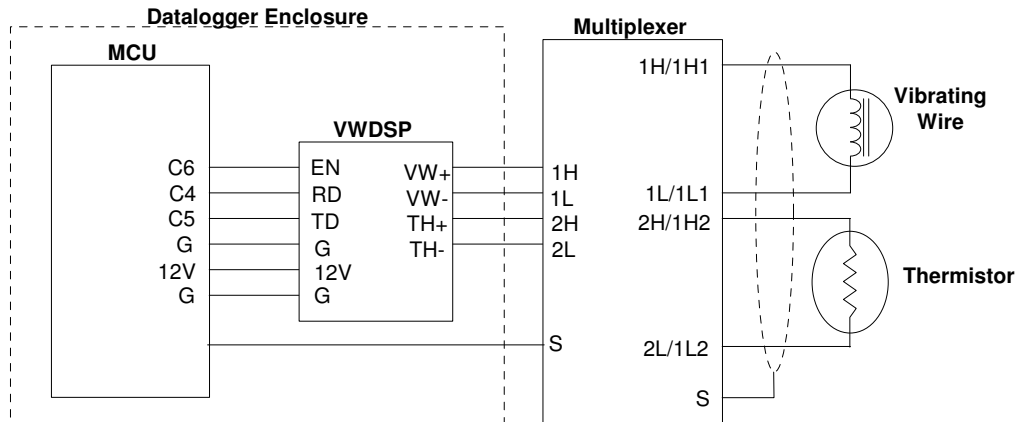 Datalogger Enclosure
Multiplexer
MCU
1H/1H1
Vibrating
Wire
VWDSP
C6
EN
VW+
1H
C4
RD
VW-
1L
1L/1L1
C5
TD
TH+
2H
2H/1H2
G
G
TH-
2L
12V
12V
G
G
Thermistor
S
2L/1L2
S